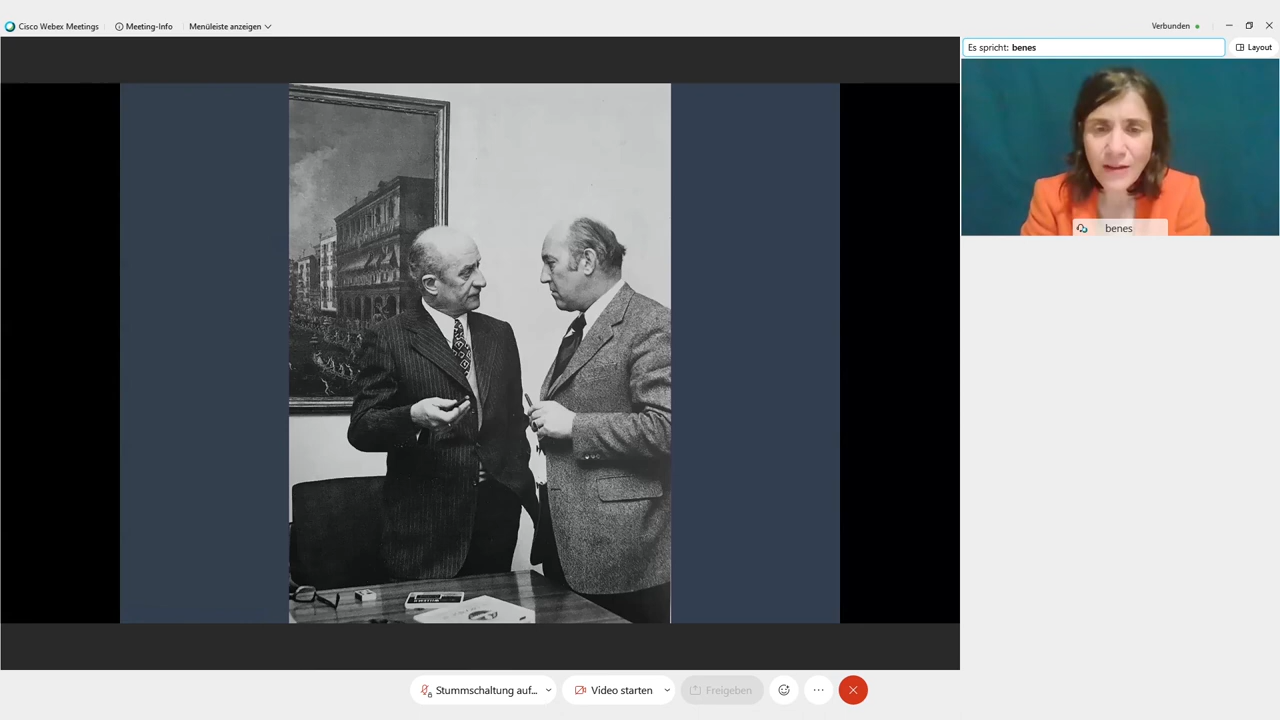 Cisco Webex Meetings
Meeting-Info
Menüleiste anzeigen
Verbunden
Es spricht: benes
Layout
benes
Stummschaltung auf...
Video starten
Freigeben